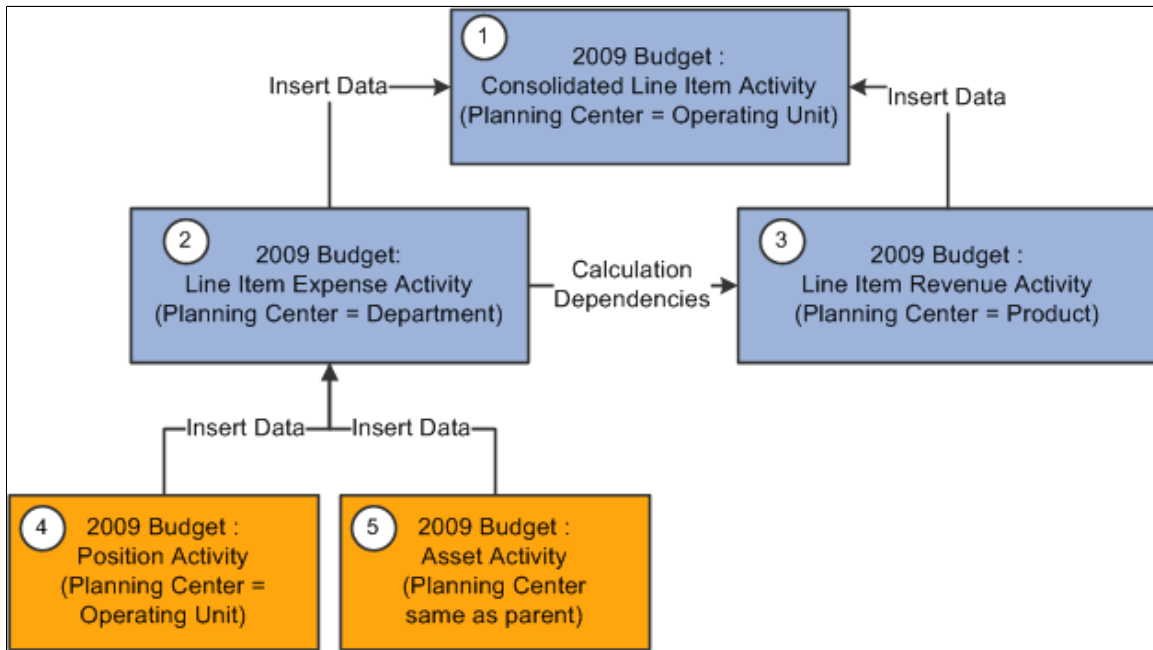 1
2009 Budget :
Consolidated Line Item Activity
(Planning Center = Operating Unit)
Insert Data
Insert Data
2
2009 Budget:
Line Item Expense Activity
(Planning Center = Department)
Calculation
Dependencies
3
2009 Budget :
Line Item Revenue Activity
(Planning Center = Product)
Insert Data
Insert Data
4
2009 Budget :
Position Activity
(Planning Center =
Operating Unit)
5
2009 Budget :
Asset Activity
(Planning Center
same as parent)